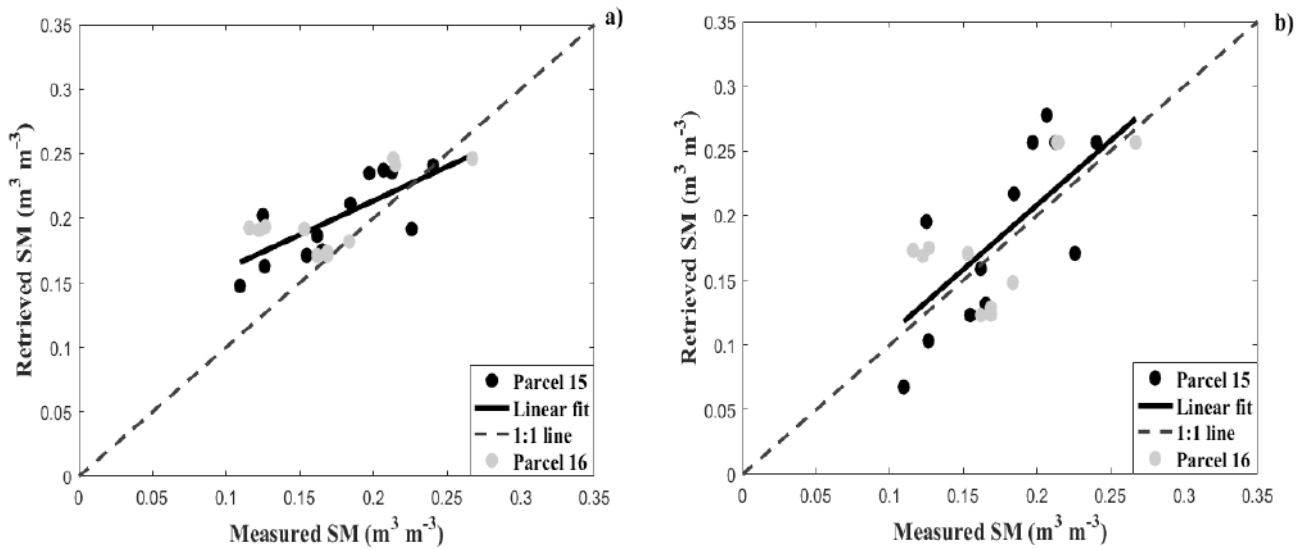 a)
0.35
0.3
0.25
0.2
0.15
0.1
0.05
0
Retrieved SM (m³ m⁻³)
Parcel 15
Linear fit
1:1 line
Parcel 16
0 0.05 0.1 0.15 0.2 0.25 0.3 0.35
Measured SM (m³ m⁻³)
b)
0.35
0.3
0.25
0.2
0.15
0.1
0.05
0
Retrieved SM (m³ m⁻³)
Parcel 15
Linear fit
1:1 line
Parcel 16
0 0.05 0.1 0.15 0.2 0.25 0.3 0.35
Measured SM (m³ m⁻³)